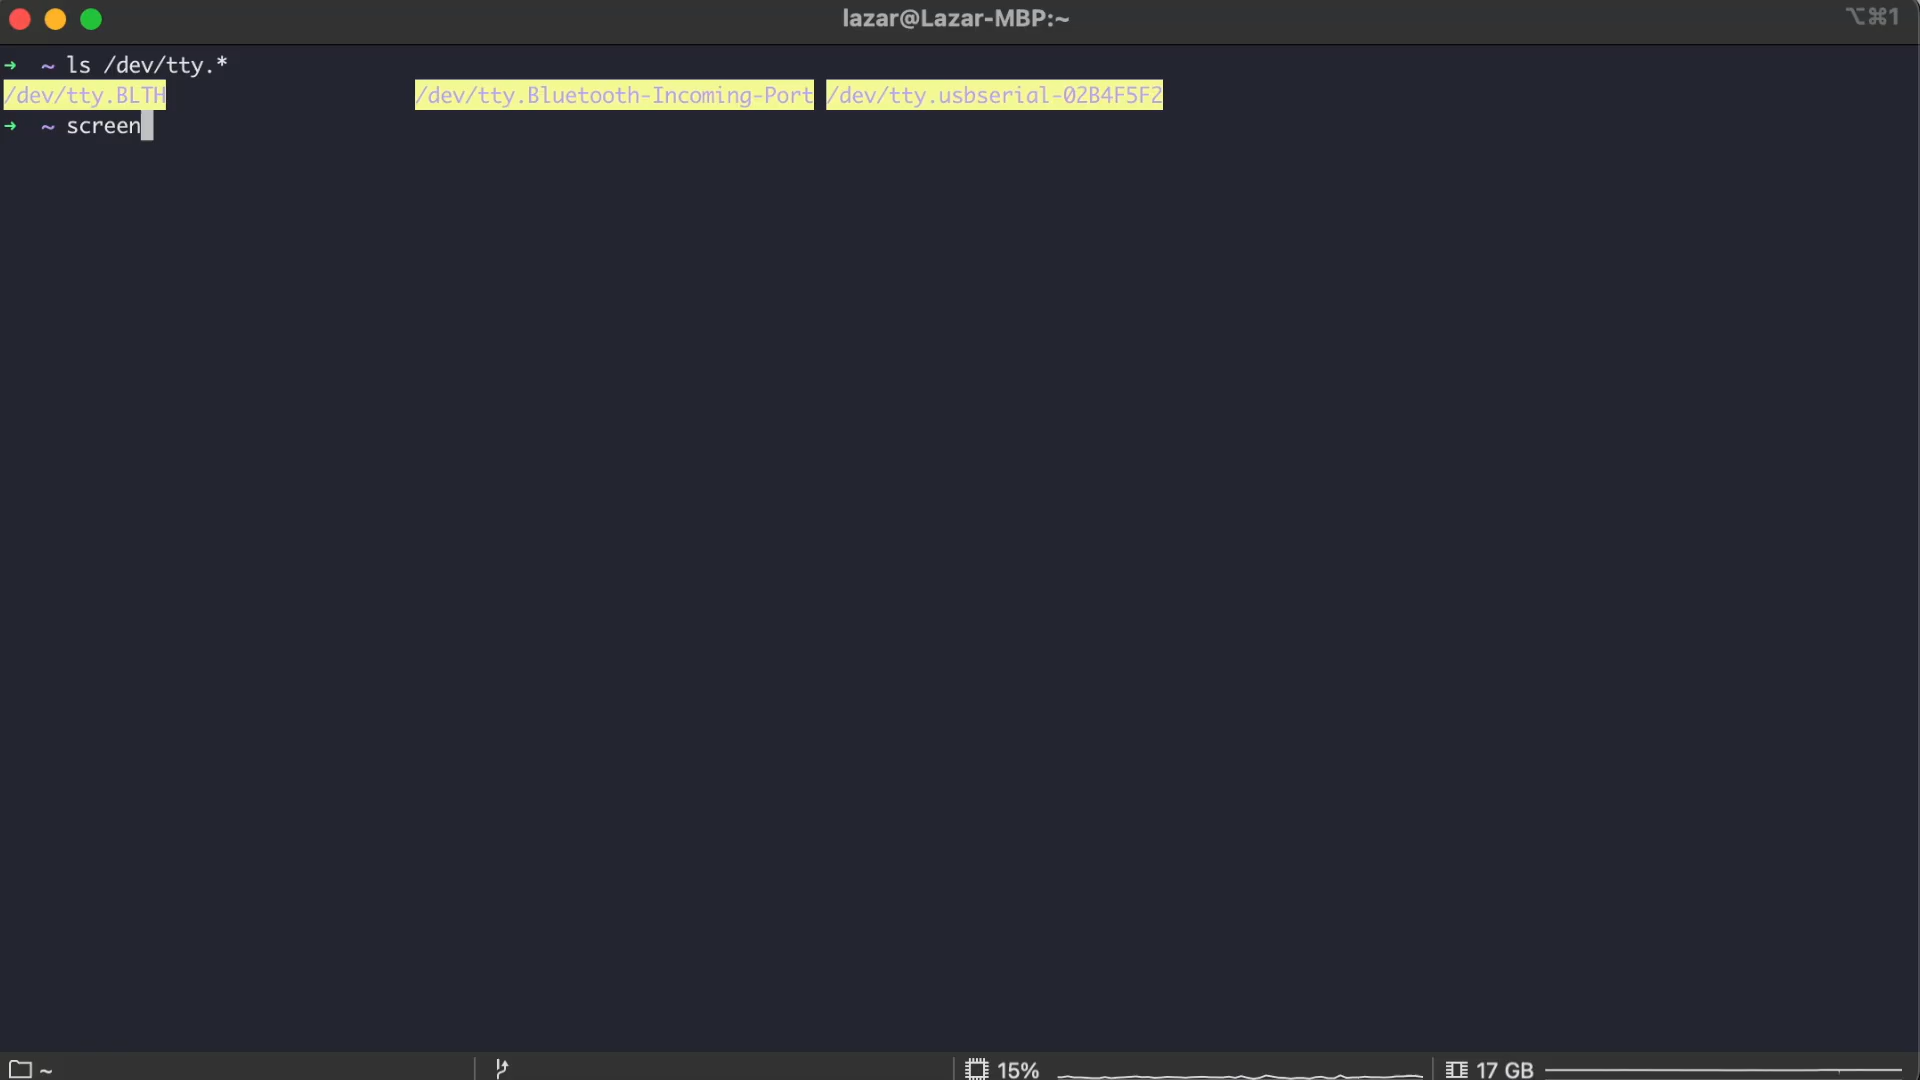 lazar@Lazar-MBP:~
⌥⌘1
➜ ~ ls /dev/tty.*
/dev/tty.BLTH /dev/tty.Bluetooth-Incoming-Port /dev/tty.usbserial-02B4F5F2
➜ ~ screen
~ 15% 17 GB